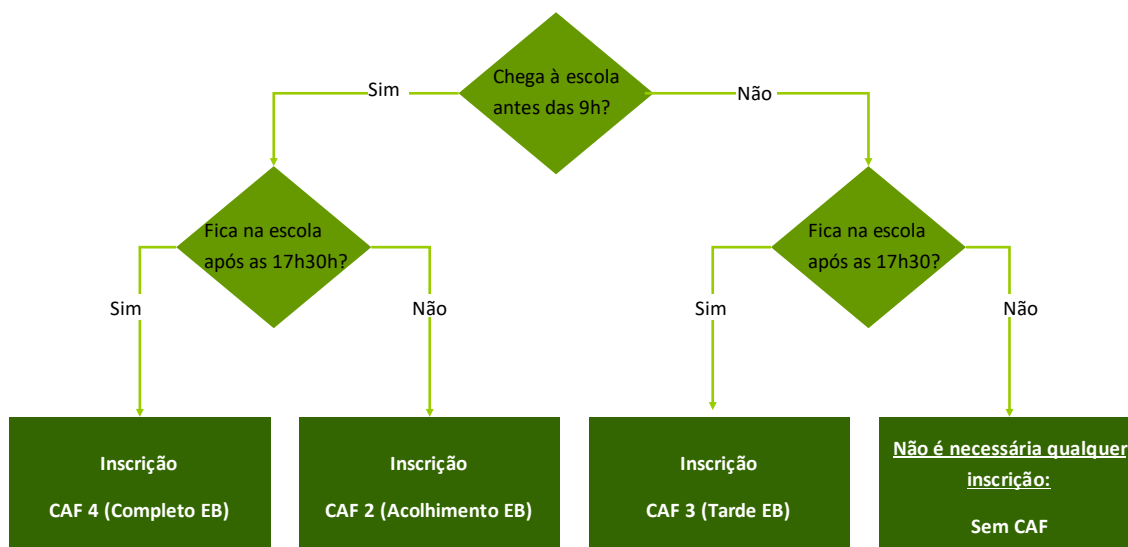 Chega à escola
antes das 9h?
Sim
Não
Fica na escola
após as 17h30h?
Fica na escola
após as 17h30?
Sim
Não
Sim
Não
Inscrição
CAF 4 (Completo EB)
Inscrição
CAF 2 (Acolhimento EB)
Inscrição
CAF 3 (Tarde EB)
Não é necessária qualquer
inscrição:
Sem CAF